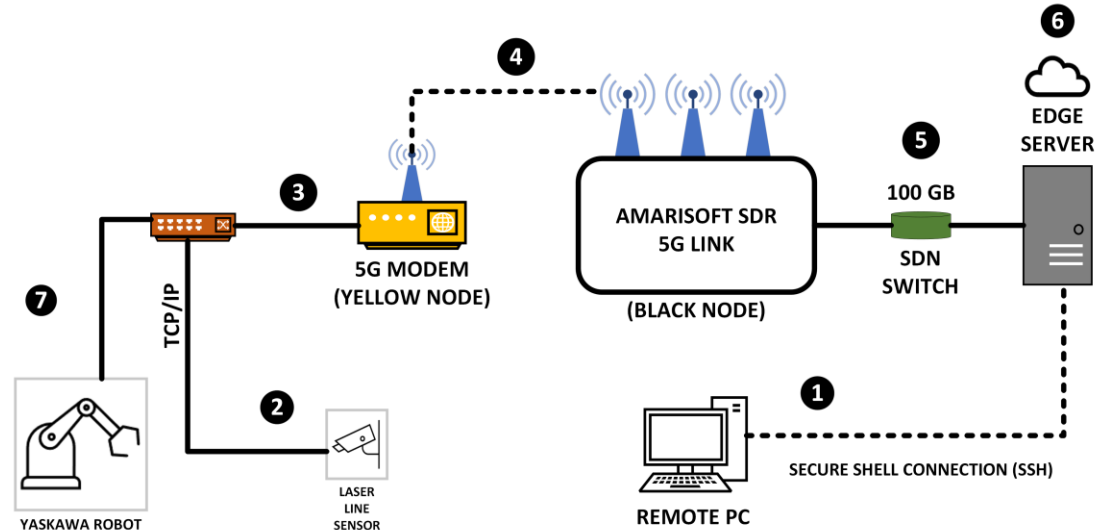 6
4
EDGE
SERVER
5
3
100 GB
AMARISOFT SDR
5G LINK
5G MODEM
(YELLOW NODE)
SDN
SWITCH
(BLACK NODE)
7
TCP/IP
2
1
SECURE SHELL CONNECTION (SSH)
LASER
LINE
SENSOR
YASKAWA ROBOT
REMOTE PC